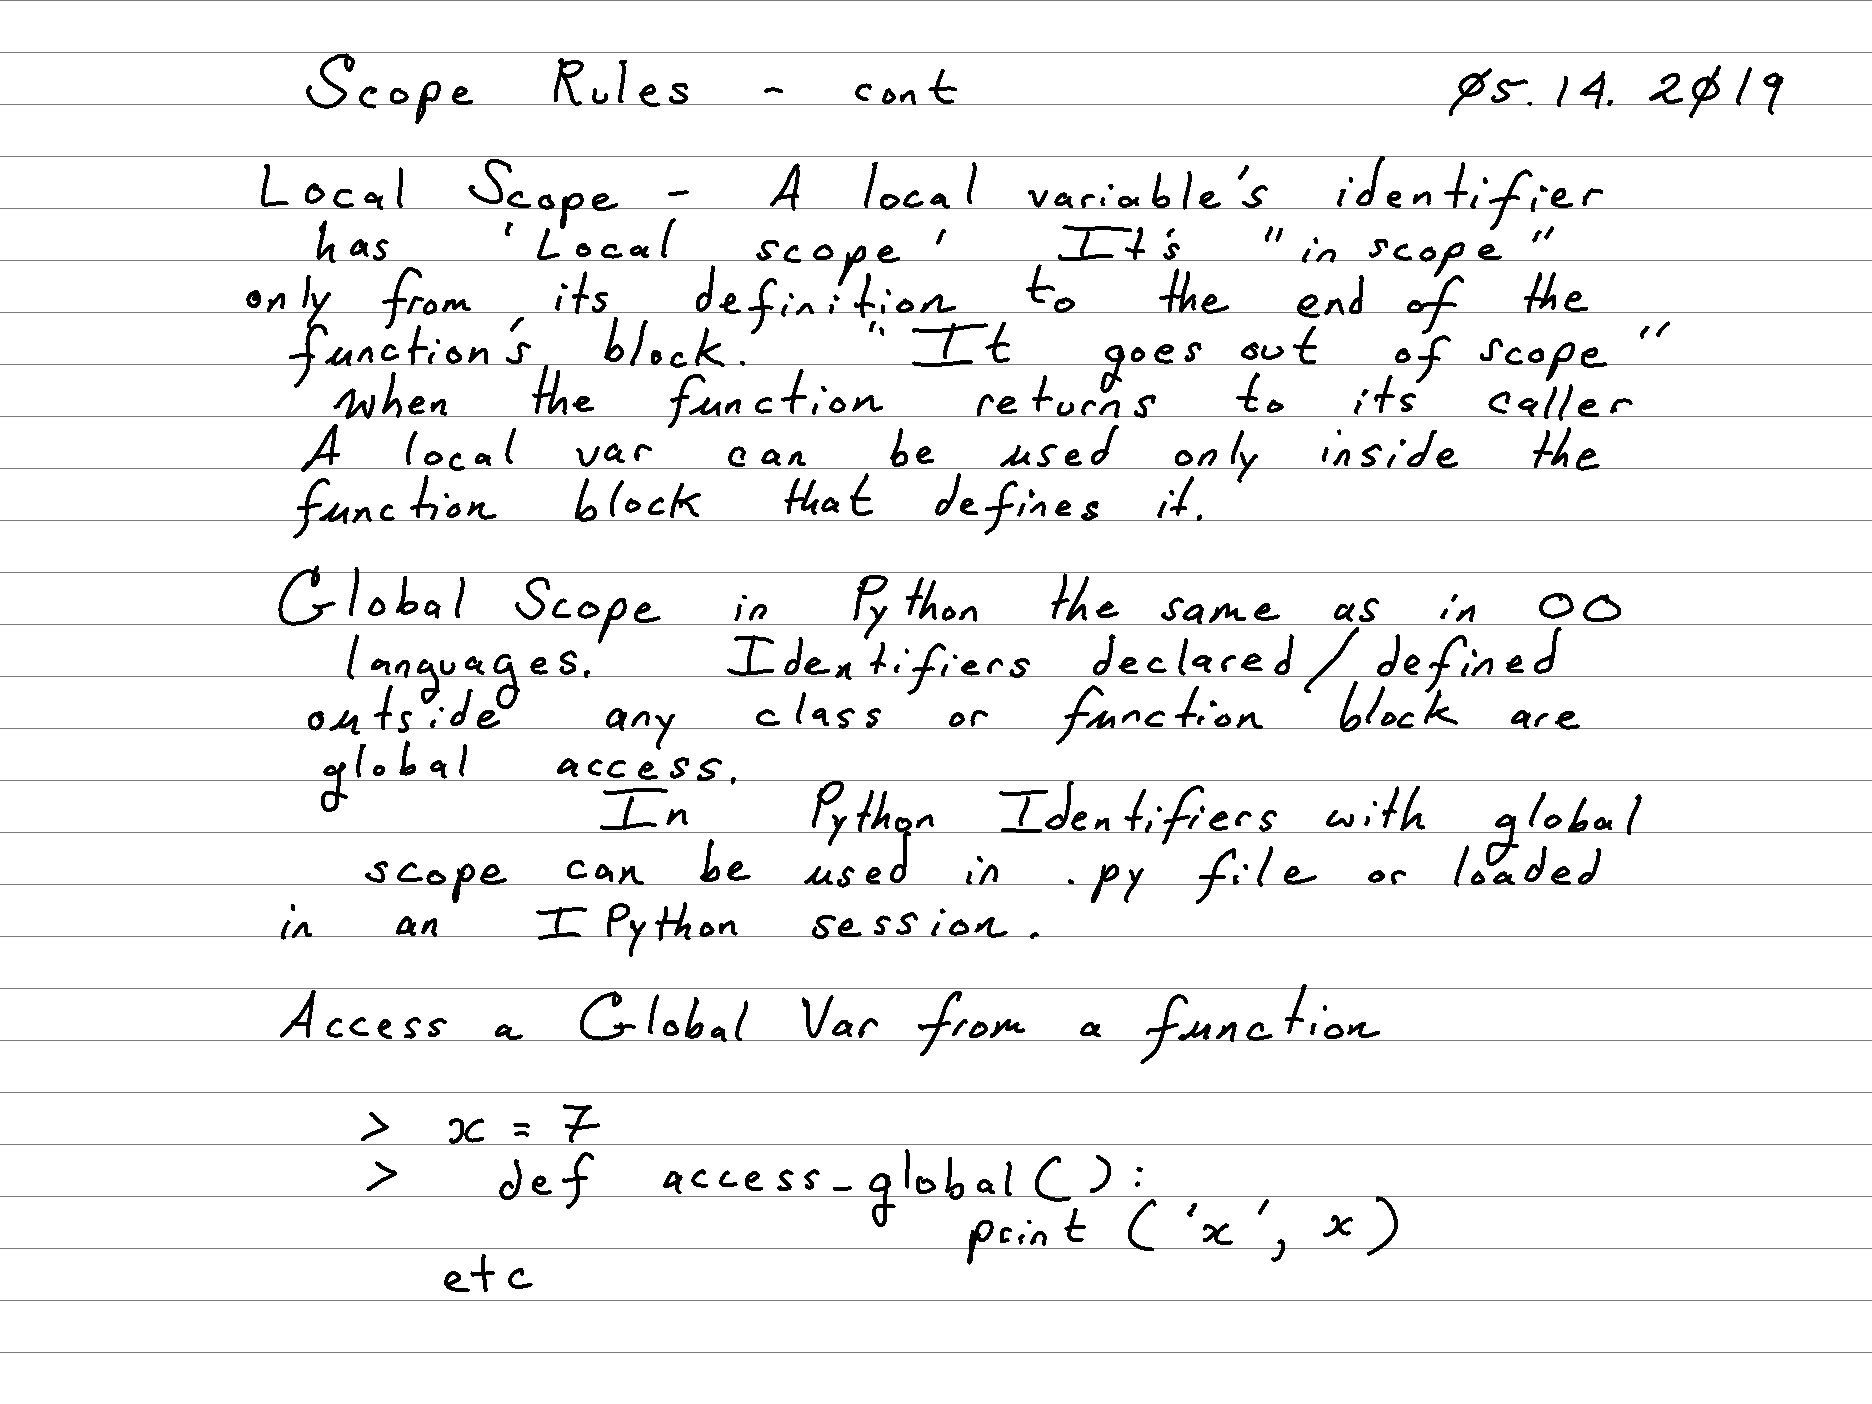 Scope Rules - cont 05.14.2019
Local Scope - A local variable's identifier
has 'Local scope' It's "in scope"
only from its definition to the end of the
function's block. "It goes out of scope"
when the function returns to its caller
A local var can be used only inside the
function block that defines it.
Global Scope in Python the same as in OO
languages. Identifiers declared/defined
outside any class or function block are
global access.
In Python Identifiers with global
scope can be used in .py file or loaded
in an IPython session.
Access a Global Var from a function
> x = 7
> def access_global():
print ('x', x)
etc